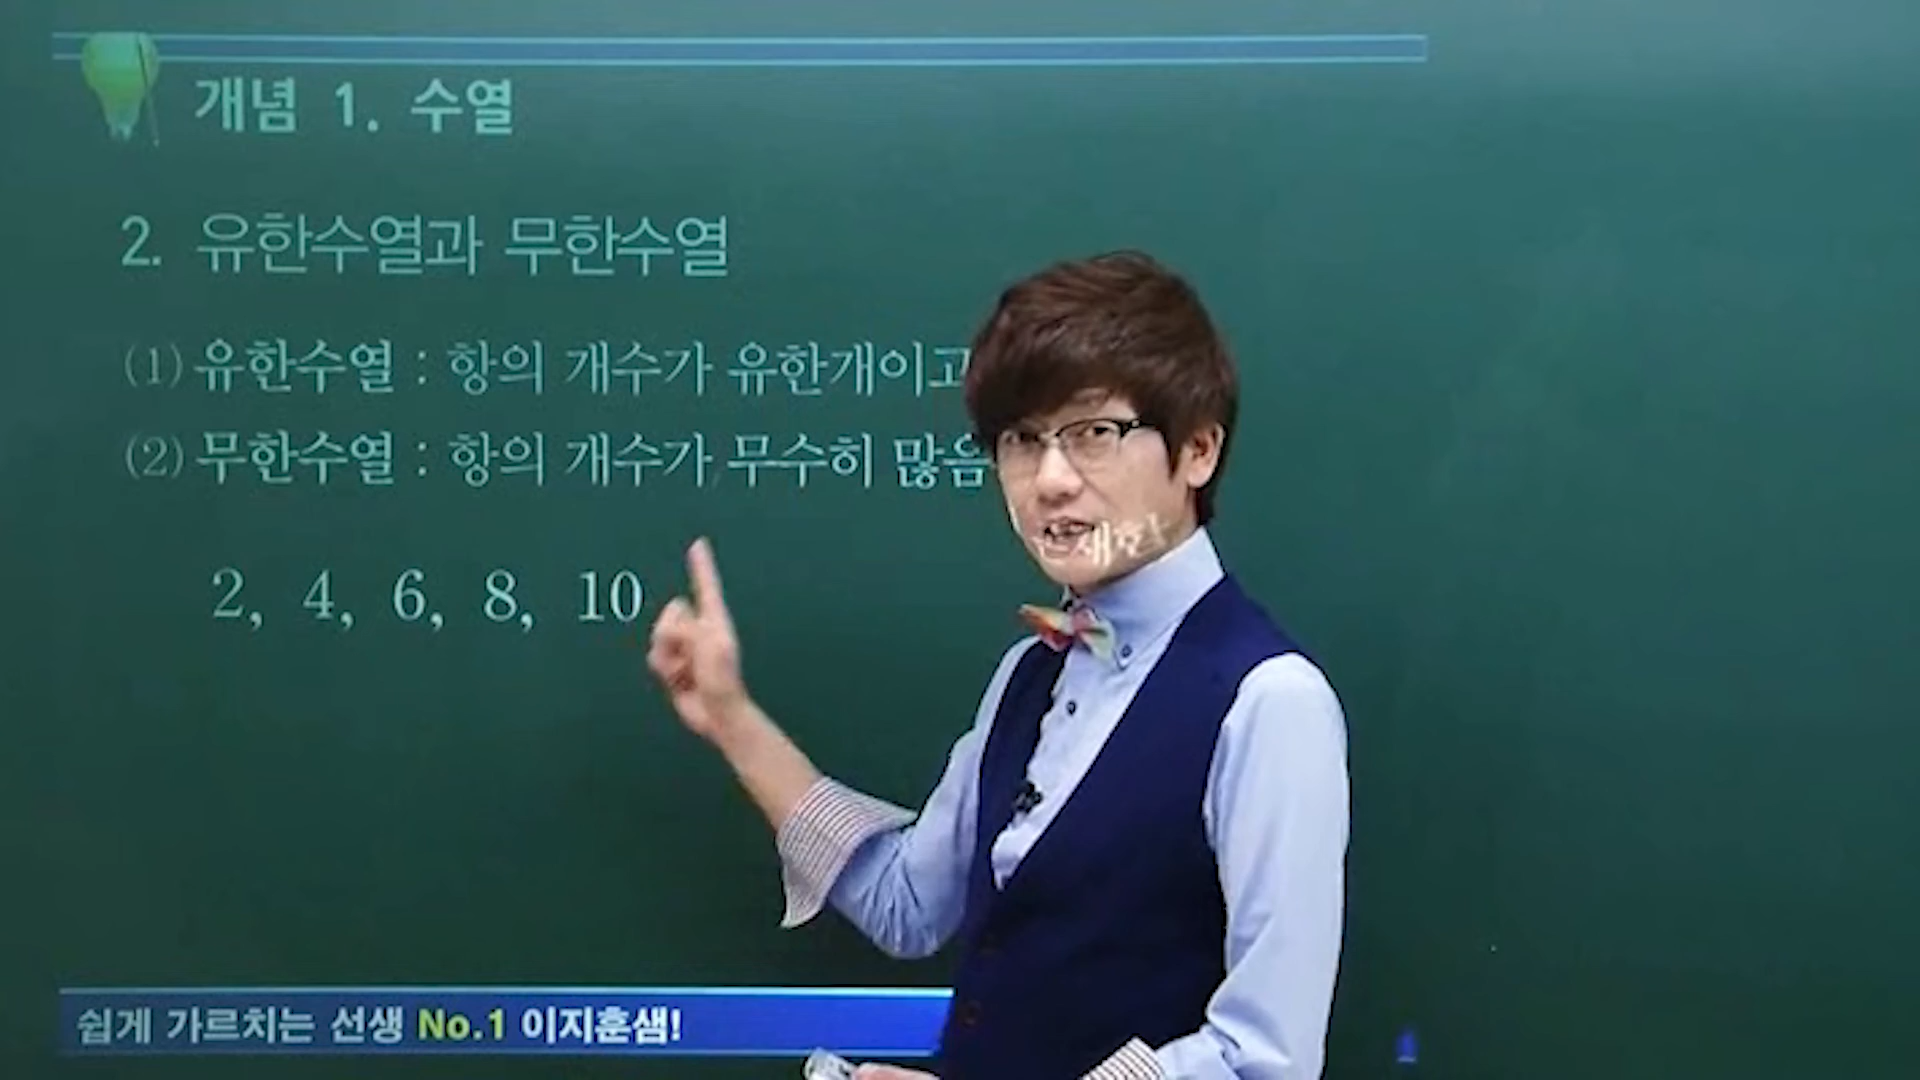 개념 1. 수열
2. 유한수열과 무한수열
(1) 유한수열 : 항의 개수가 유한개이고
(2) 무한수열 : 항의 개수가 무수히 많음
2, 4, 6, 8, 10
쉽게 가르치는 선생 No.1 이지훈샘!